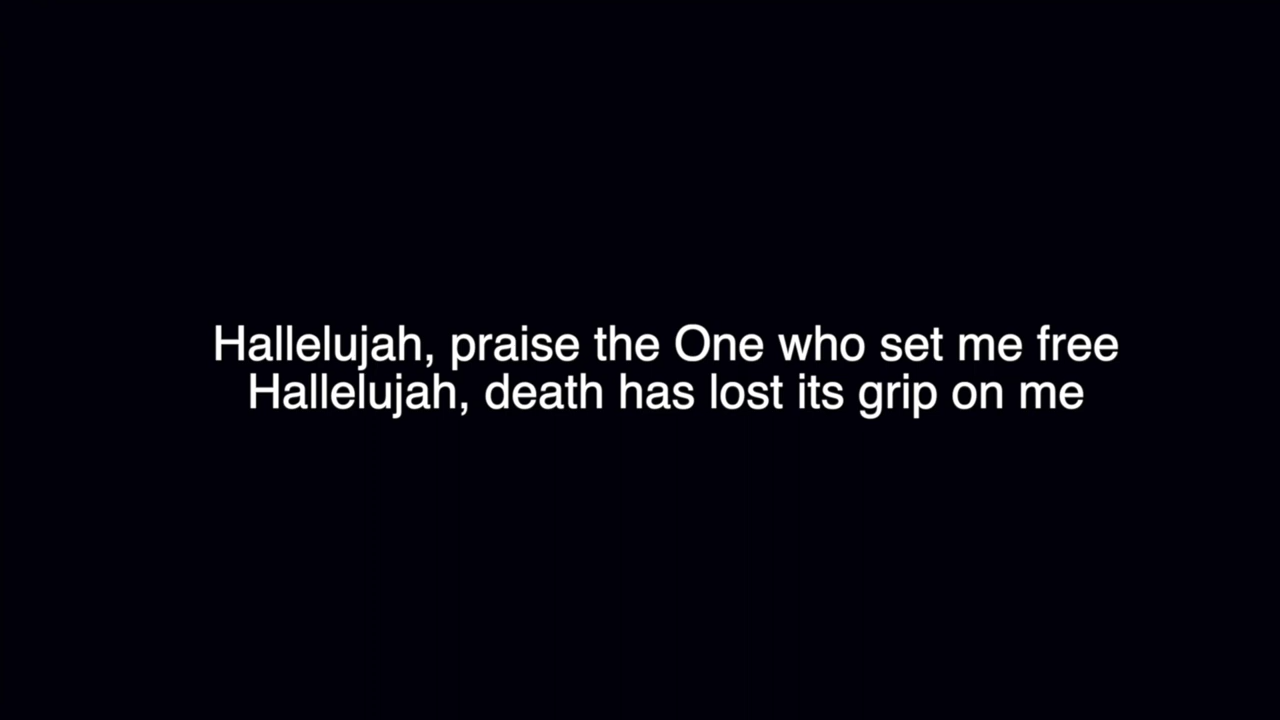 Hallelujah, praise the One who set me free
Hallelujah, death has lost its grip on me